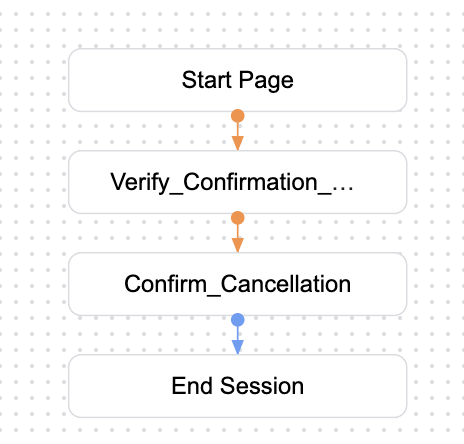 Start Page
Verify_Confirmation_...
Confirm_Cancellation
End Session